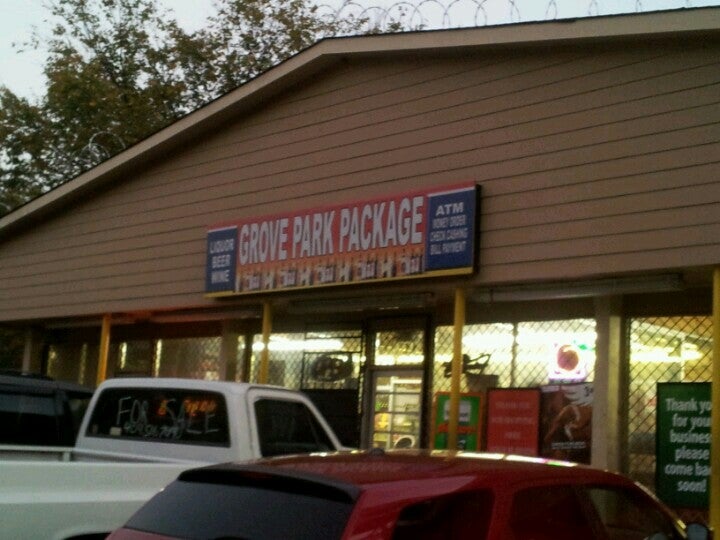 GROVE PARK PACKAGE
LIQUOR
BEER
WINE
ATM
MONEY ORDER
CHECK CASHING
BILL PAYMENT
FOR SALE
Thank you
for your
business
please
come back
soon!